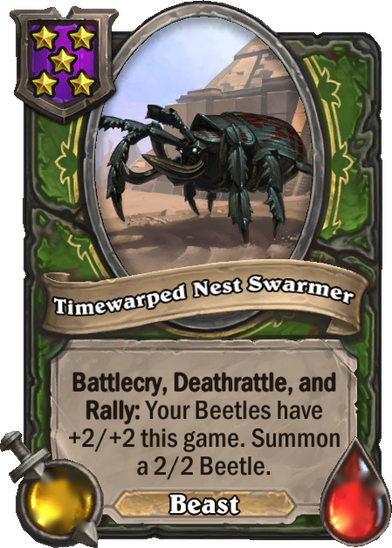 Timewarped Nest Swarmer
Battlecry, Deathrattle, and
Rally: Your Beetles have
+2/+2 this game. Summon
a 2/2 Beetle.
Beast